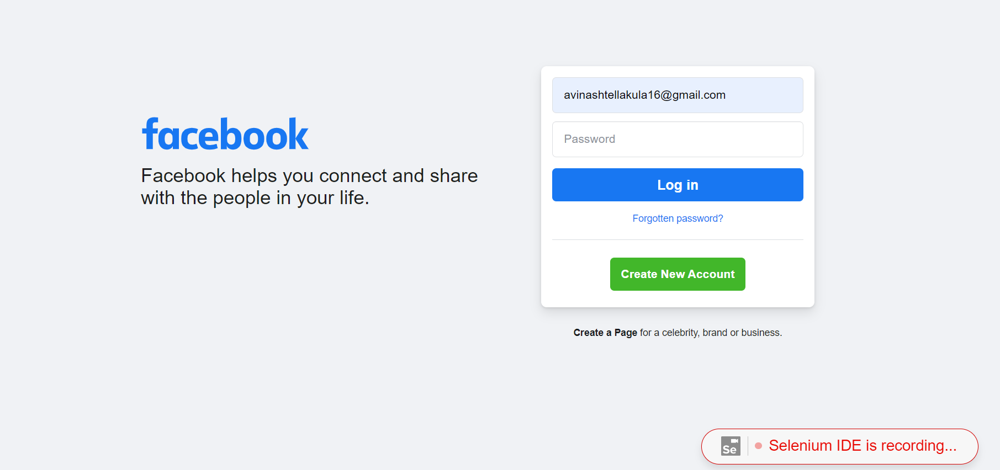 facebook
Facebook helps you connect and share
with the people in your life.
avinashtellakula16@gmail.com
Password
Log in
Forgotten password?
Create New Account
Create a Page for a celebrity, brand or business.
Se
Selenium IDE is recording...